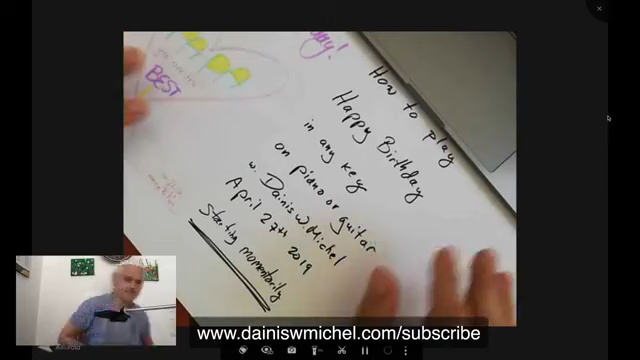 How to play
Happy Birthday
in any key
on piano or guitar
w. Dainis W. Michel
April 27th 2019
Starting momentarily
BEST
www.dainiswmichel.com/subscribe